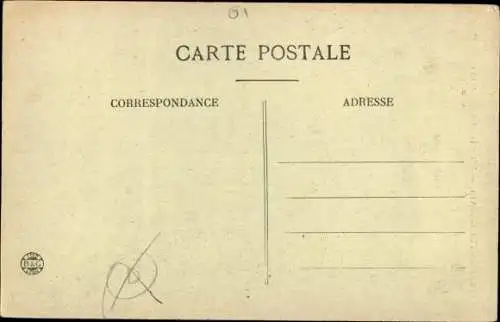 CARTE POSTALE
CORRESPONDANCE
ADRESSE
B&G